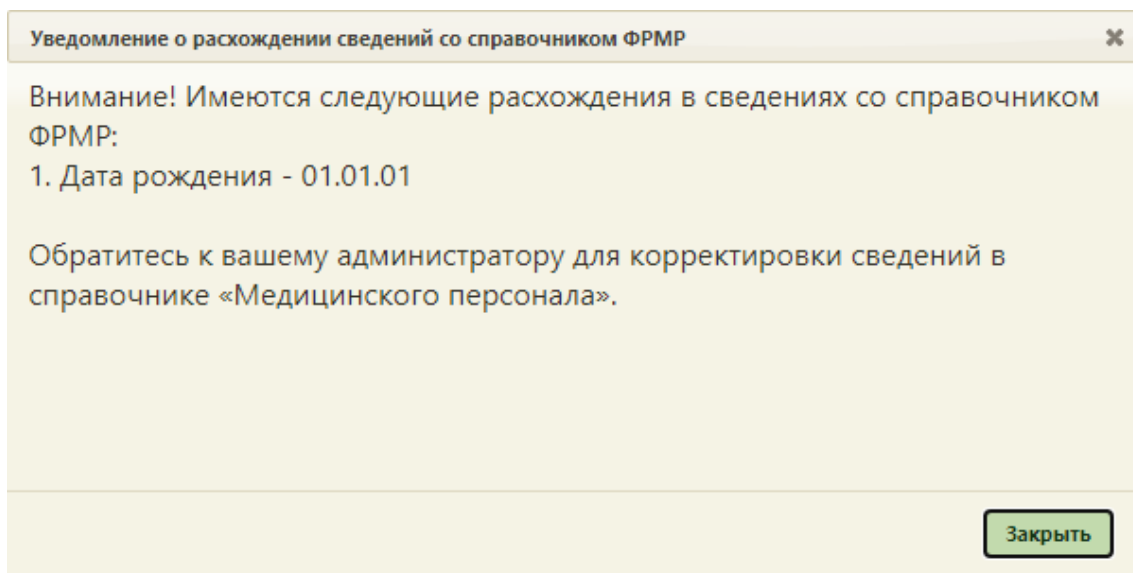 Уведомление о расхождении сведений со справочником ФРМР
Внимание! Имеются следующие расхождения в сведениях со справочником
ФРМР:
1. Дата рождения - 01.01.01
Обратитесь к вашему администратору для корректировки сведений в
справочнике «Медицинского персонала».
Закрыть